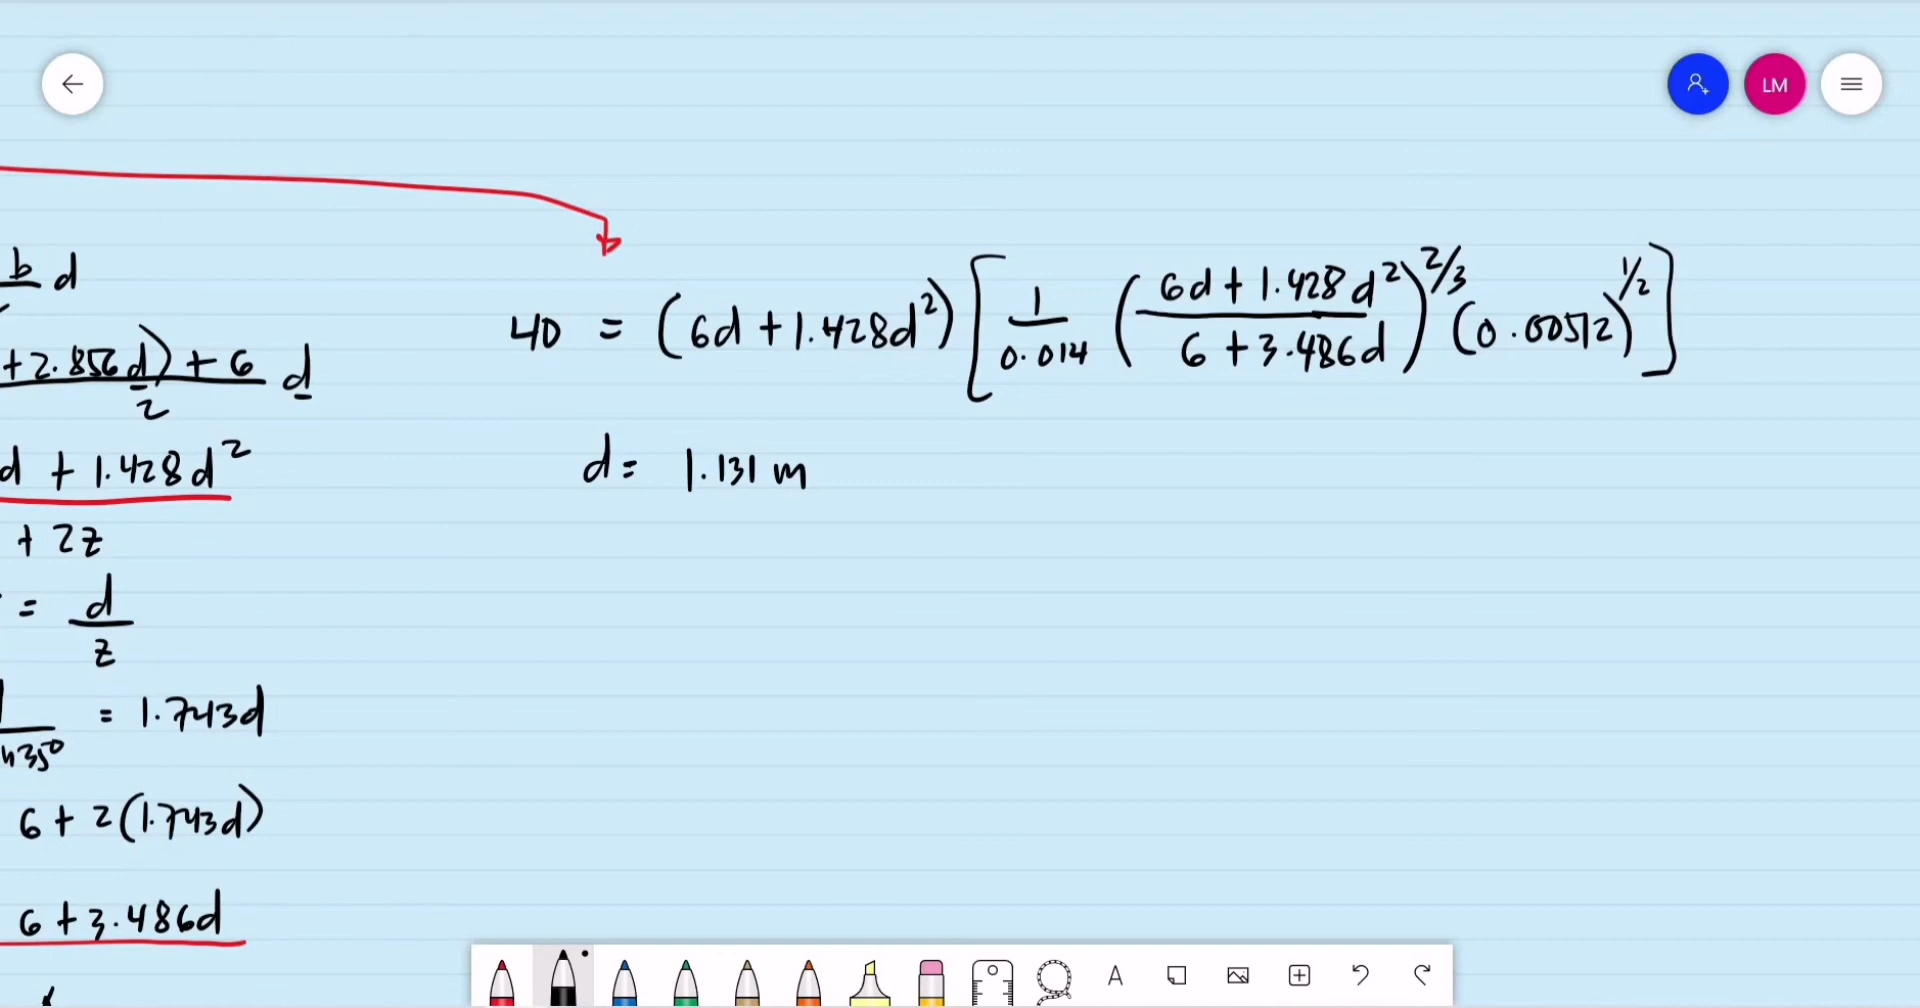 LM
b d
+ 2.856d) + 6 d
2
d + 1.428d²
+ 2z
= d
z
= 1.743d
435°
6 + 2(1.743d)
6 + 3.486d
40 = (6d + 1.428d²) [ 1/0.014 ( 6d + 1.428d² / 6 + 3.486d )^2/3 (0.00512)^1/2 ]
d = 1.131 m
A